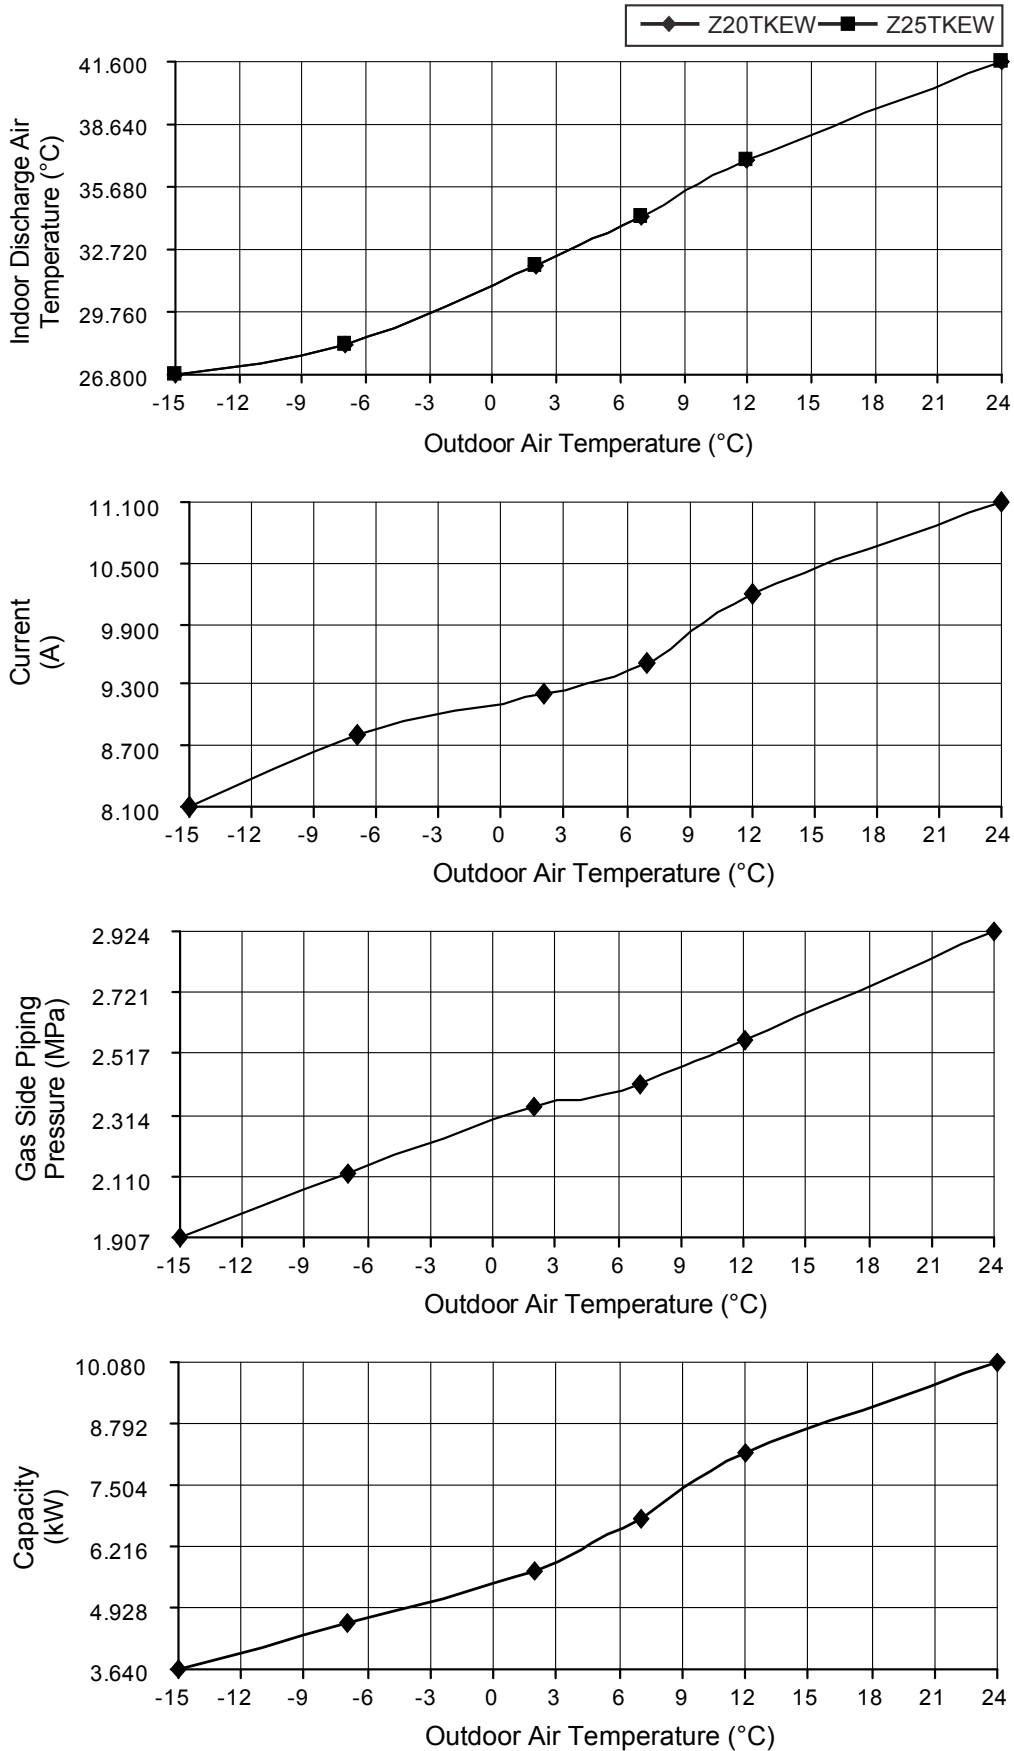 Z20TKEW Z25TKEW
41.600
38.640
35.680
32.720
29.760
26.800
Indoor Discharge Air
Temperature (°C)
-15 -12 -9 -6 -3 0 3 6 9 12 15 18 21 24
Outdoor Air Temperature (°C)
11.100
10.500
9.900
9.300
8.700
8.100
Current
(A)
-15 -12 -9 -6 -3 0 3 6 9 12 15 18 21 24
Outdoor Air Temperature (°C)
2.924
2.721
2.517
2.314
2.110
1.907
Gas Side Piping
Pressure (MPa)
-15 -12 -9 -6 -3 0 3 6 9 12 15 18 21 24
Outdoor Air Temperature (°C)
10.080
8.792
7.504
6.216
4.928
3.640
Capacity
(kW)
-15 -12 -9 -6 -3 0 3 6 9 12 15 18 21 24
Outdoor Air Temperature (°C)